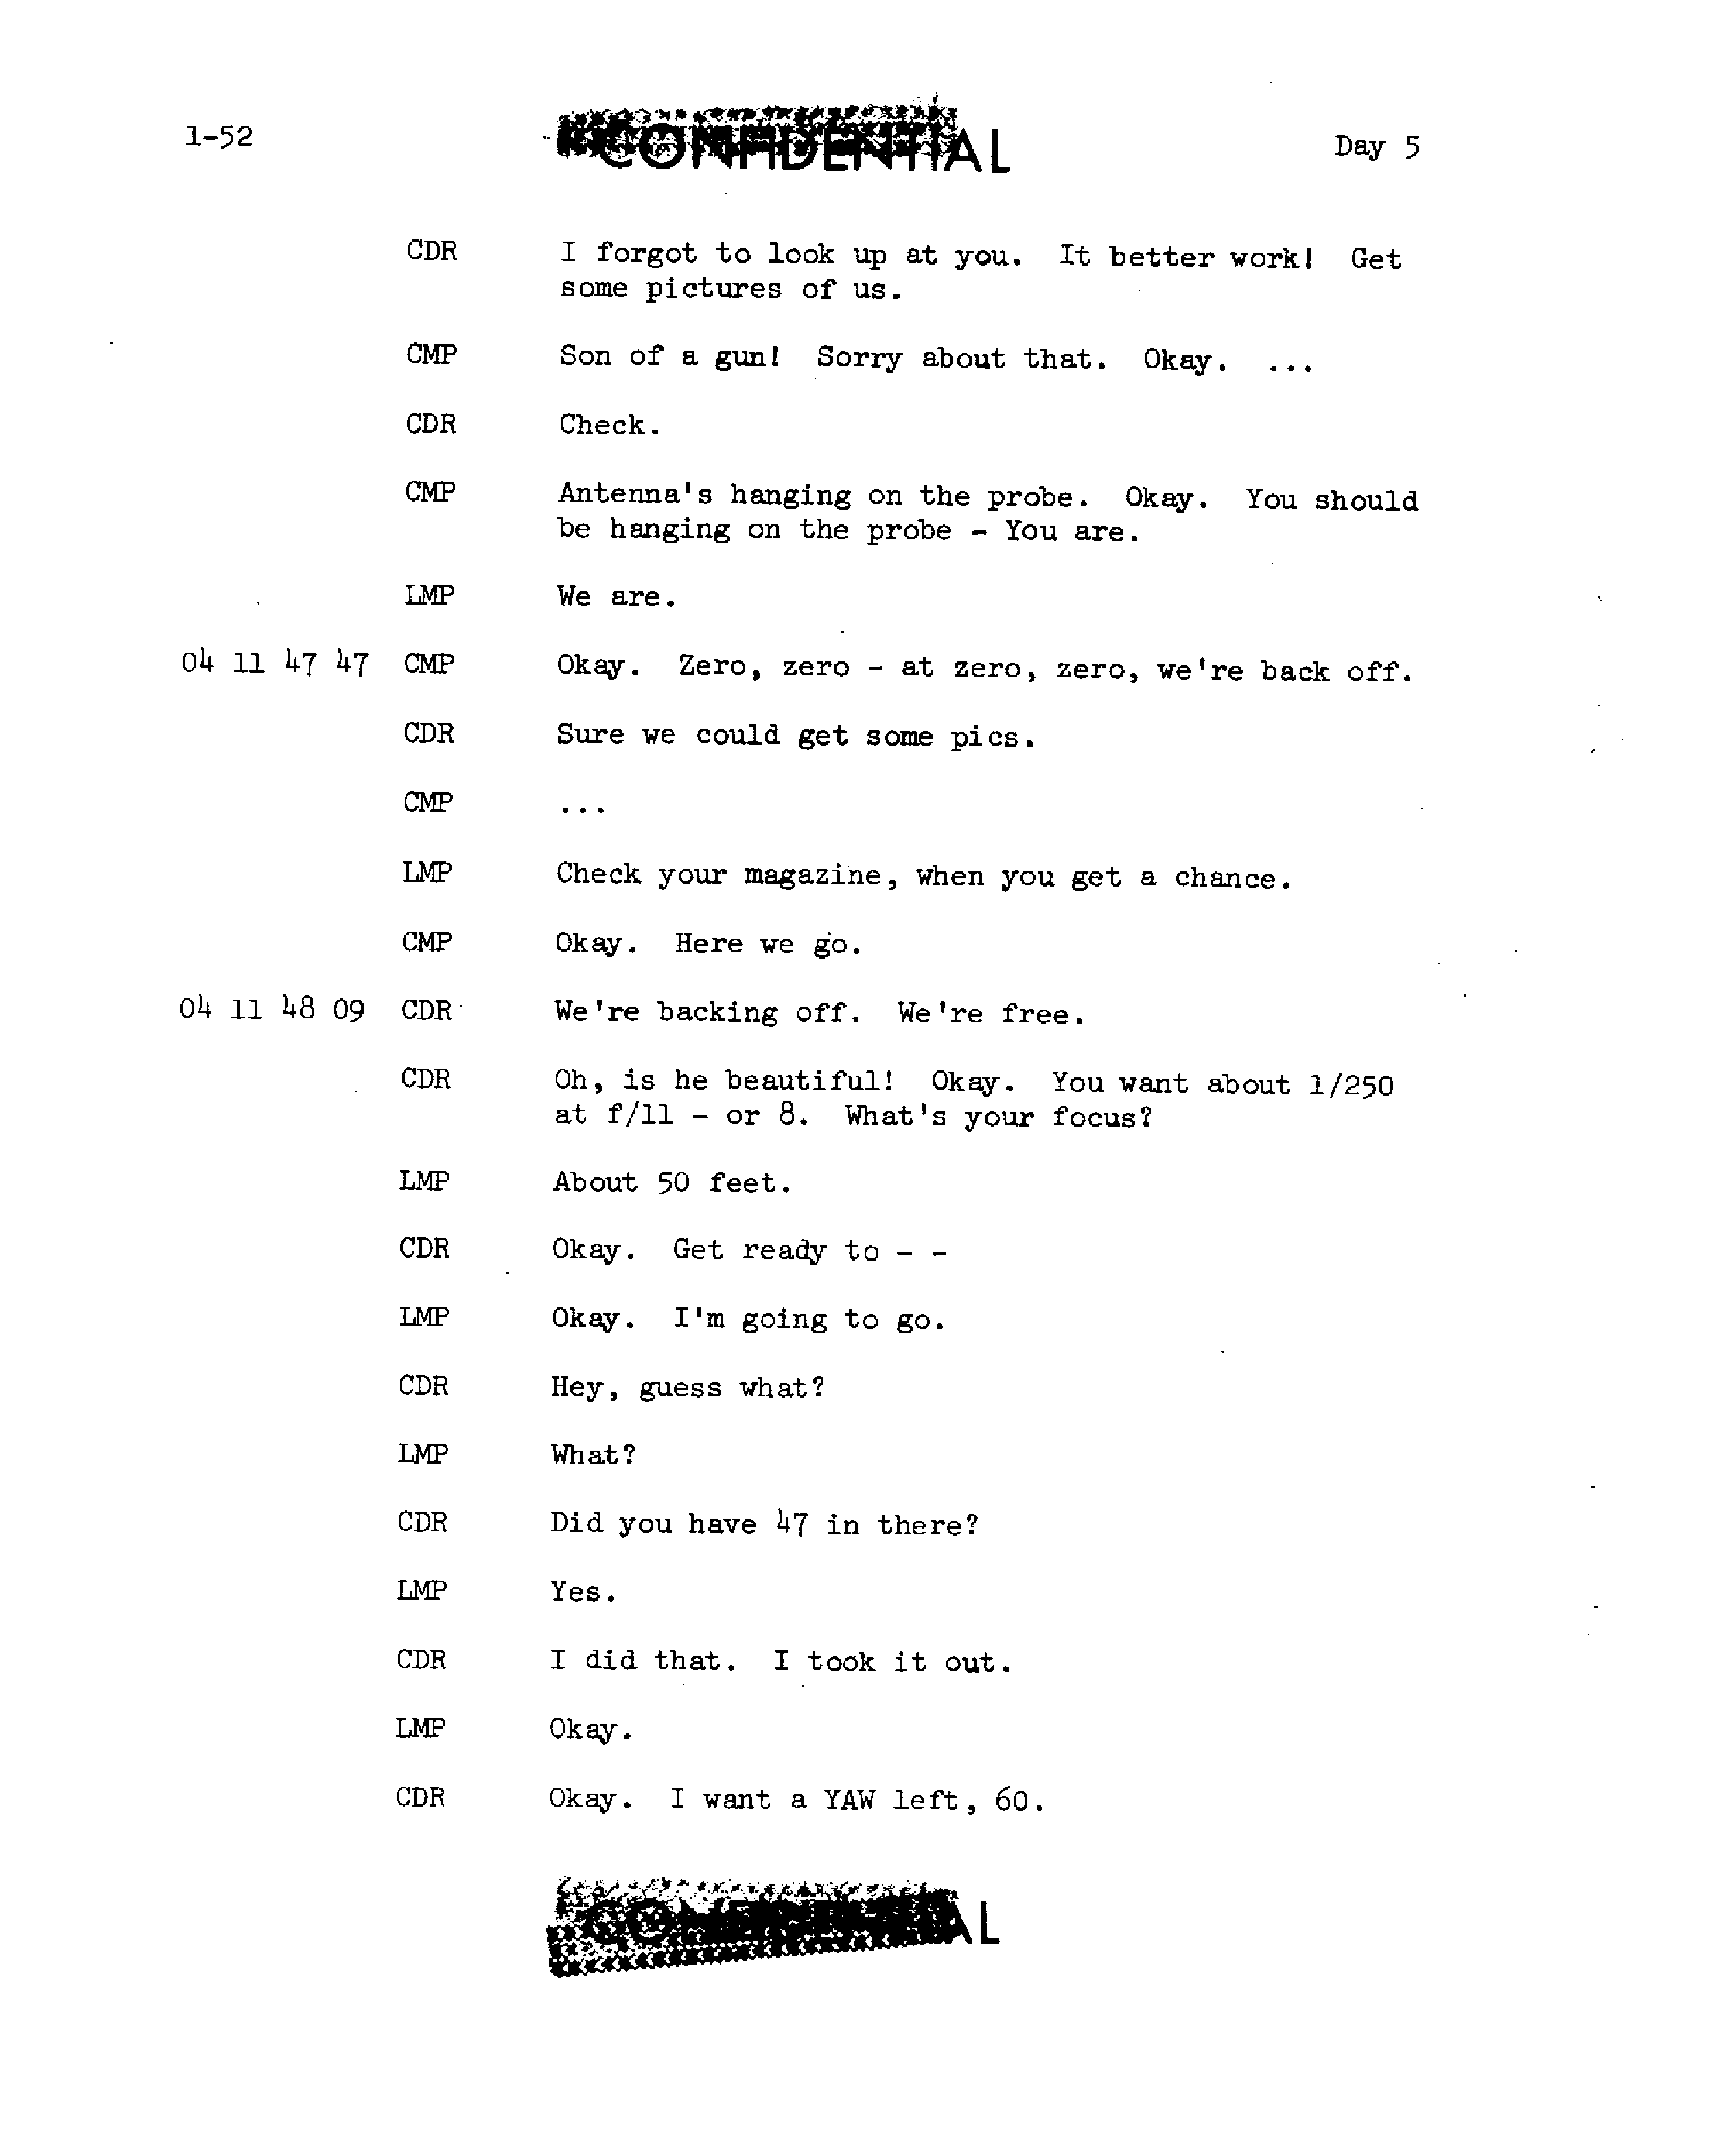 1-52 CONFIDENTIAL Day 5
CDR I forgot to look up at you. It better work! Get
some pictures of us.
CMP Son of a gun! Sorry about that. Okay. ...
CDR Check.
CMP Antenna's hanging on the probe. Okay. You should
be hanging on the probe - You are.
LMP We are.
04 11 47 47 CMP Okay. Zero, zero - at zero, zero, we're back off.
CDR Sure we could get some pics.
CMP ...
LMP Check your magazine, when you get a chance.
CMP Okay. Here we go.
04 11 48 09 CDR We're backing off. We're free.
CDR Oh, is he beautiful! Okay. You want about 1/250
at f/11 - or 8. What's your focus?
LMP About 50 feet.
CDR Okay. Get ready to - -
LMP Okay. I'm going to go.
CDR Hey, guess what?
LMP What?
CDR Did you have 47 in there?
LMP Yes.
CDR I did that. I took it out.
LMP Okay.
CDR Okay. I want a YAW left, 60.
CONFIDENTIAL